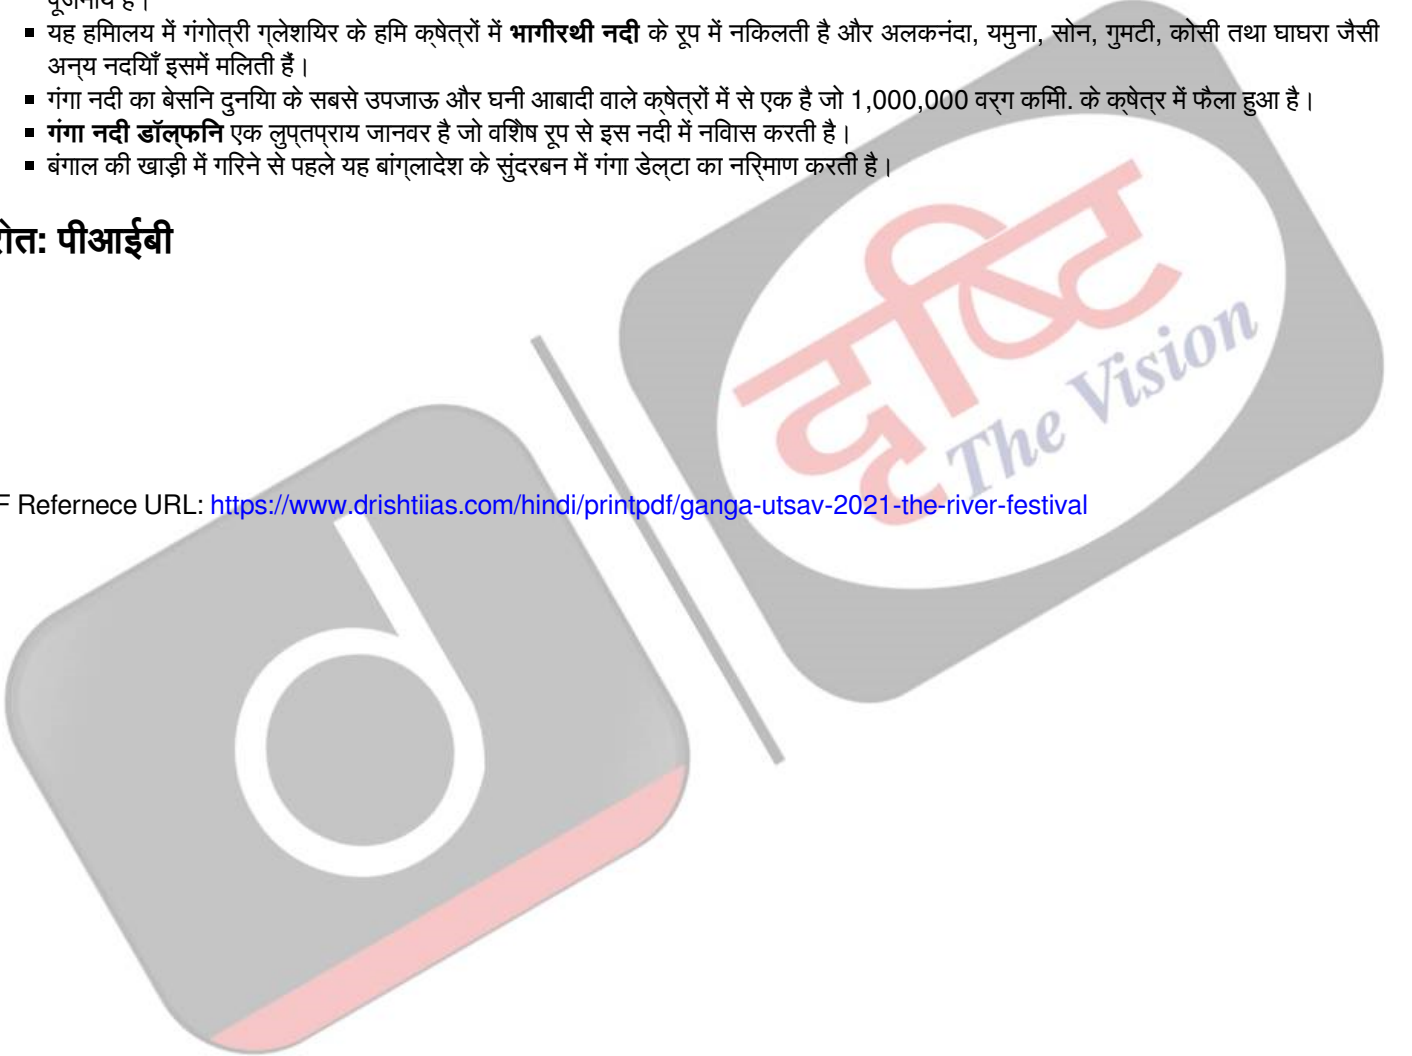 यह हिमालय में गंगोत्री ग्लेशियर के हिम क्षेत्रों में भागीरथी नदी के रूप में निकलती है और अलकनंदा, यमुना, सोन, गुमटी, कोसी तथा घाघरा जैसी
अन्य नदियाँ इसमें मिलती हैं।
गंगा नदी का बेसिन दुनिया के सबसे उपजाऊ और घनी आबादी वाले क्षेत्रों में से एक है जो 1,000,000 वर्ग किमी. के क्षेत्र में फैला हुआ है।
गंगा नदी डॉल्फिन एक लुप्तप्राय जानवर है जो विशेष रूप से इस नदी में निवास करती है।
बंगाल की खाड़ी में गिरने से पहले यह बांग्लादेश के सुंदरबन में गंगा डेल्टा का निर्माण करती है।
पीआईबी
दृष्टि
The Vision
F Refernece URL: https://www.drishtiias.com/hindi/printpdf/ganga-utsav-2021-the-river-festival